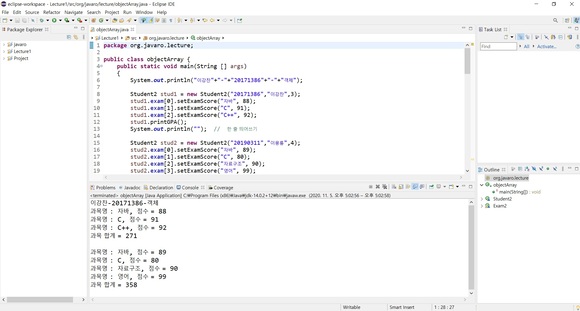 eclipse-workspace - Lecture1/src/org/javaro/lecture/objectArray.java - Eclipse IDE
File Edit Source Refactor Navigate Search Project Run Window Help
Package Explorer
javaro
Lecture1
Project
objectArray.java
Lecture1 src org.javaro.lecture objectArray
1 package org.javaro.lecture;
2
3 public class objectArray {
4 public static void main(String [] args)
5 {
6 System.out.println("이강찬"+"-"+"20171386"+"-"+"객체");
7
8 Student2 stud1 = new Student2("20171386","이강찬",3);
9 stud1.exam[0].setExamScore("자바", 88);
10 stud1.exam[1].setExamScore("C", 91);
11 stud1.exam[2].setExamScore("C++", 92);
12 stud1.printGPA();
13 System.out.println(""); // 한 줄 띄어쓰기
14
15 Student2 stud2 = new Student2("20190311","이몽룡",4);
16 stud2.exam[0].setExamScore("자바", 89);
17 stud2.exam[1].setExamScore("C", 80);
18 stud2.exam[2].setExamScore("자료구조", 90);
19 stud2.exam[3].setExamScore("영어", 99);
Problems Javadoc Declaration Console Coverage
<terminated> objectArray [Java Application] C:\Program Files\Java\jdk-14.0.2\bin\javaw.exe (2020. 11. 5. 오후 5:02:56 – 오후 5:02:58)
이강찬-20171386-객체
과목명 : 자바, 점수 = 88
과목명 : C, 점수 = 91
과목명 : C++, 점수 = 92
과목 합계 = 271
과목명 : 자바, 점수 = 89
과목명 : C, 점수 = 80
과목명 : 자료구조, 점수 = 90
과목명 : 영어, 점수 = 99
과목 합계 = 358
Task List
Find All Activate...
Outline
org.javaro.lecture
objectArray
main(String[]) : void
Student2
Exam2
Writable Smart Insert 1 : 28 : 27